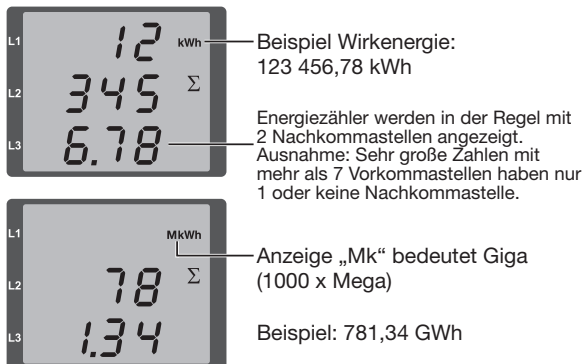 L1 12 kWh
L2 345 Σ
L3 6.78
Beispiel Wirkenergie:
123 456,78 kWh
Energiezähler werden in der Regel mit
2 Nachkommastellen angezeigt.
Ausnahme: Sehr große Zahlen mit
mehr als 7 Vorkommastellen haben nur
1 oder keine Nachkommastelle.
L1 MkWh
L2 78 Σ
L3 1.34
Anzeige „Mk“ bedeutet Giga
(1000 x Mega)
Beispiel: 781,34 GWh